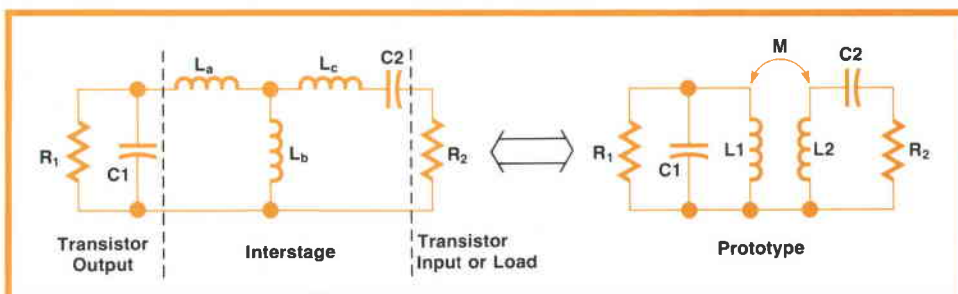 La
Lc
C2
R1
C1
Lb
R2
Transistor
Output
Interstage
Transistor
Input or Load
M
C2
R1
C1
L1
L2
R2
Prototype